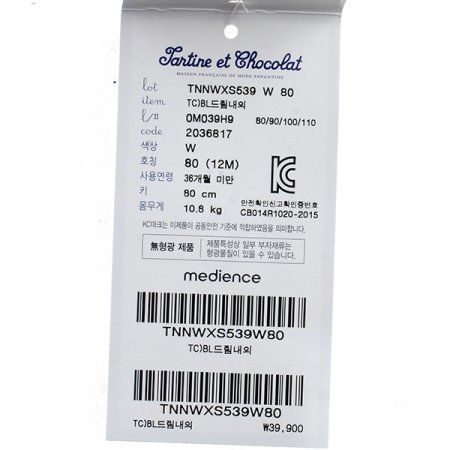 Tartine et Chocolat
MAISON FRANÇAISE DE MODE ENFANTINE
lot TNNWXS539 W 80
item TC)BL드림내의
l/# 0M039H9 80/90/100/110
code 2036817
색상 W
호칭 80 (12M)
사용연령 36개월 미만
키 80 cm
몸무게 10.8 kg
안전확인신고확인증번호
CB014R1020-2015
KC마크는 이제품이 공동안전 기준에 적합하였음을 의미합니다.
無형광 제품
제품특성상 일부 부자재류는
형광물질이 있을 수 있습니다.
medience
TNNWXS539W80
TC)BL드림내의
TNNWXS539W80
TC)BL드림내의 ₩39,900